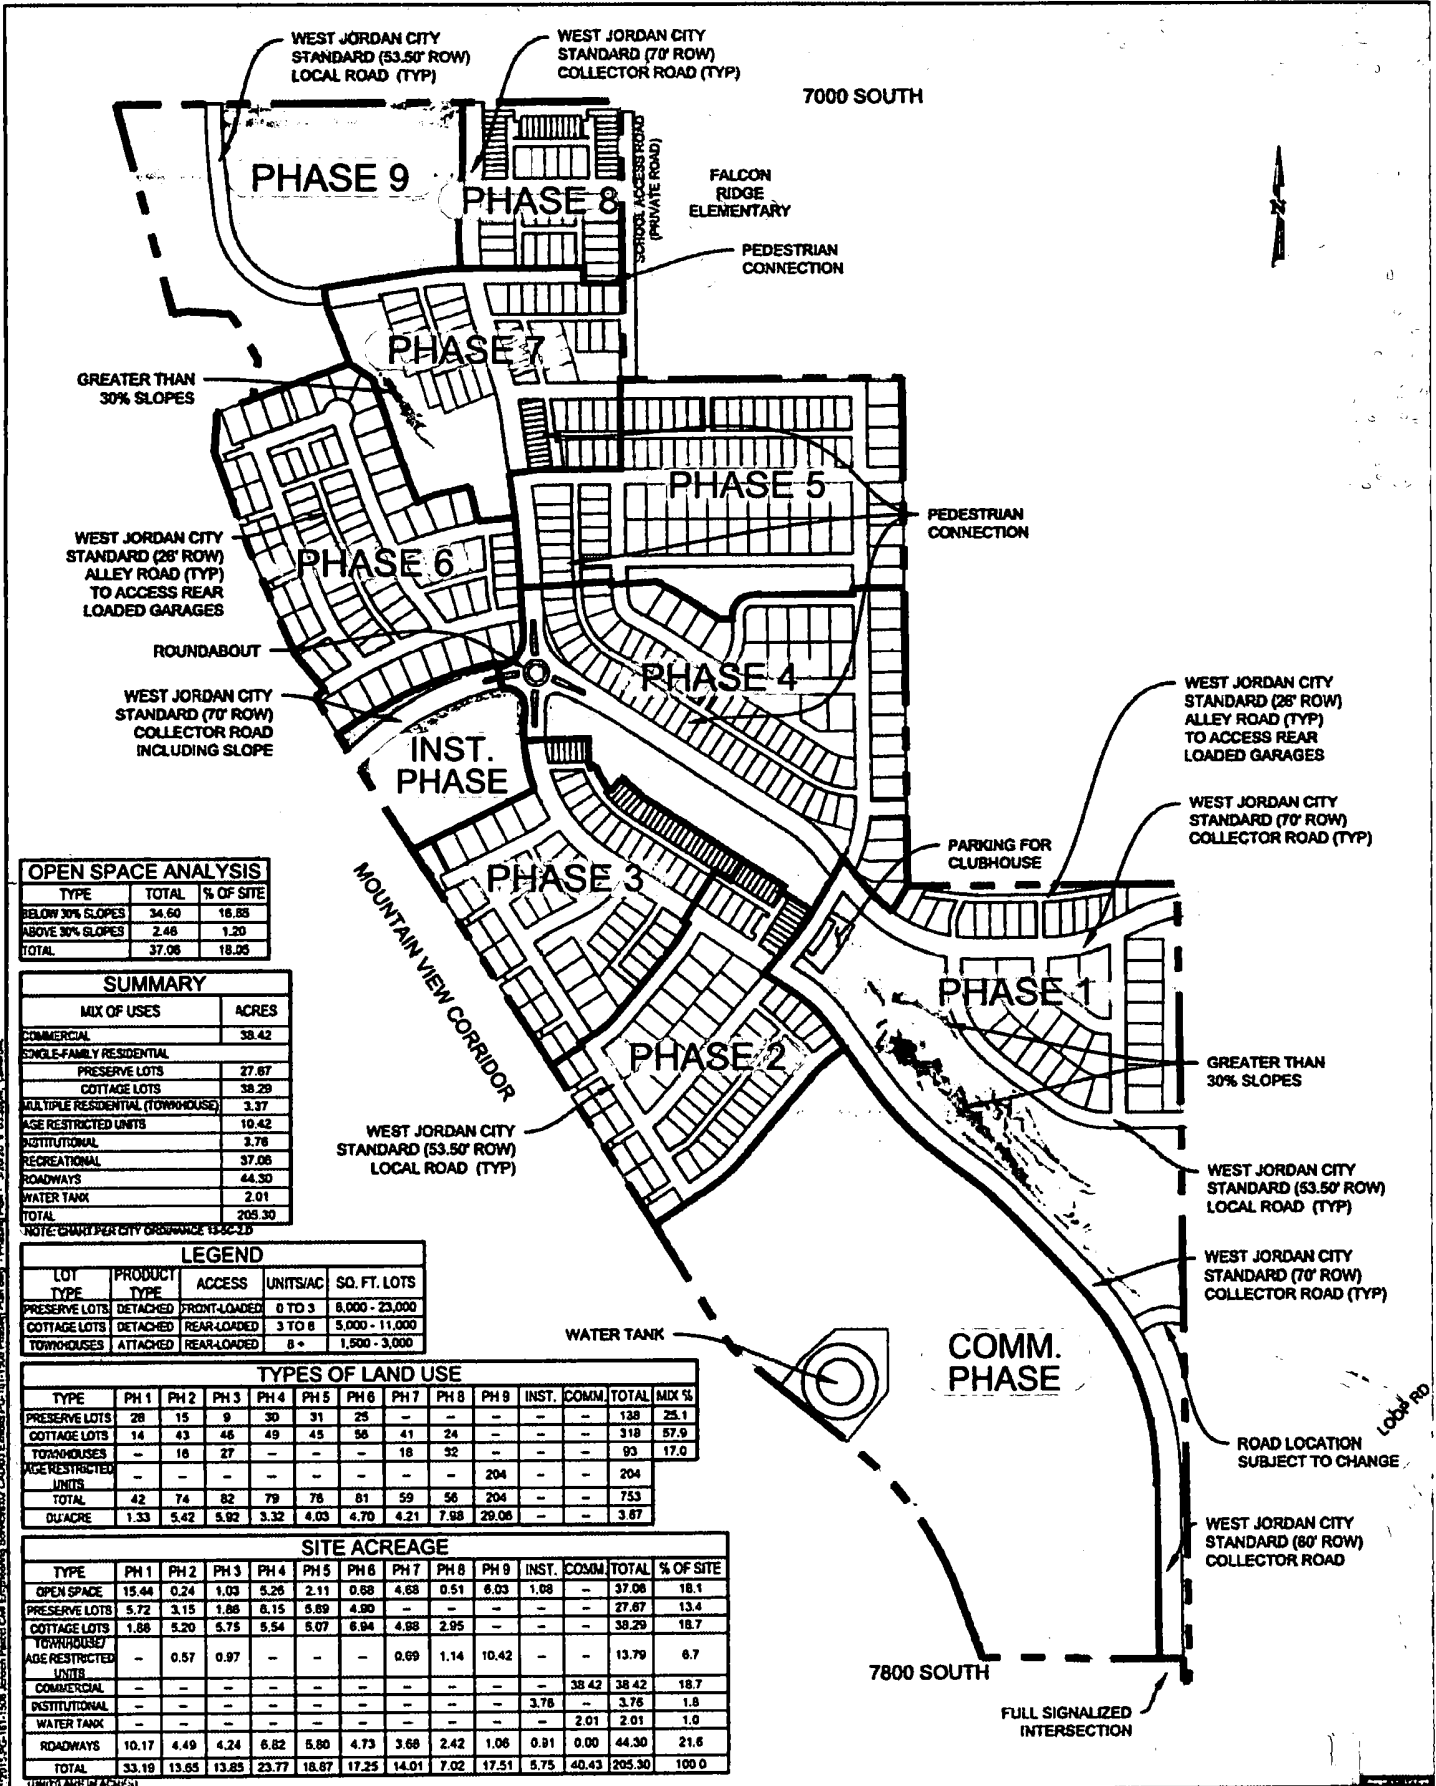 WEST JORDAN CITY
STANDARD (53.50' ROW)
LOCAL ROAD (TYP)
WEST JORDAN CITY
STANDARD (70' ROW)
COLLECTOR ROAD (TYP)
7000 SOUTH
PHASE 9
PHASE 8
SCHOOL ACCESS ROAD
(PRIVATE ROAD)
FALCON
RIDGE
ELEMENTARY
N
PEDESTRIAN
CONNECTION
PHASE 7
GREATER THAN
30% SLOPES
PHASE 5
PEDESTRIAN
CONNECTION
WEST JORDAN CITY
STANDARD (26' ROW)
ALLEY ROAD (TYP)
TO ACCESS REAR
LOADED GARAGES
PHASE 6
ROUNDABOUT
PHASE 4
WEST JORDAN CITY
STANDARD (70' ROW)
COLLECTOR ROAD
INCLUDING SLOPE
INST.
PHASE
WEST JORDAN CITY
STANDARD (26' ROW)
ALLEY ROAD (TYP)
TO ACCESS REAR
LOADED GARAGES
WEST JORDAN CITY
STANDARD (70' ROW)
COLLECTOR ROAD (TYP)
PARKING FOR
CLUBHOUSE
PHASE 3
MOUNTAIN VIEW CORRIDOR
PHASE 1
PHASE 2
GREATER THAN
30% SLOPES
WEST JORDAN CITY
STANDARD (53.50' ROW)
LOCAL ROAD (TYP)
WEST JORDAN CITY
STANDARD (53.50' ROW)
LOCAL ROAD (TYP)
WEST JORDAN CITY
STANDARD (70' ROW)
COLLECTOR ROAD (TYP)
WATER TANK
COMM.
PHASE
LOOP RD
ROAD LOCATION
SUBJECT TO CHANGE
WEST JORDAN CITY
STANDARD (60' ROW)
COLLECTOR ROAD
7800 SOUTH
FULL SIGNALIZED
INTERSECTION
OPEN SPACE ANALYSIS
TYPE TOTAL % OF SITE
BELOW 30% SLOPES 34.60 16.85
ABOVE 30% SLOPES 2.46 1.20
TOTAL 37.06 18.05
SUMMARY
MIX OF USES ACRES
COMMERCIAL 38.42
SINGLE-FAMILY RESIDENTIAL
PRESERVE LOTS 27.67
COTTAGE LOTS 38.29
MULTIPLE RESIDENTIAL (TOWNHOUSE) 3.37
AGE RESTRICTED UNITS 10.42
INSTITUTIONAL 3.76
RECREATIONAL 37.06
ROADWAYS 44.30
WATER TANK 2.01
TOTAL 205.30
NOTE: CHART PER CITY ORDINANCE
LEGEND
LOT TYPE PRODUCT TYPE ACCESS UNITS/AC SQ. FT. LOTS
PRESERVE LOTS DETACHED FRONT-LOADED 0 TO 3 8,000 - 23,000
COTTAGE LOTS DETACHED REAR-LOADED 3 TO 8 5,000 - 11,000
TOWNHOUSES ATTACHED REAR-LOADED 8 + 1,500 - 3,000
TYPES OF LAND USE
TYPE PH 1 PH 2 PH 3 PH 4 PH 5 PH 6 PH 7 PH 8 PH 9 INST. COMM. TOTAL MIX %
PRESERVE LOTS 28 15 9 30 31 25 - - - - - 138 25.1
COTTAGE LOTS 14 43 46 49 45 56 41 24 - - - 318 57.9
TOWNHOUSES - 16 27 - - - 18 32 - - - 93 17.0
AGE RESTRICTED UNITS - - - - - - - - 204 - - 204
TOTAL 42 74 82 79 76 81 59 56 204 - - 753
DU/ACRE 1.33 5.42 5.92 3.32 4.03 4.70 4.21 7.98 29.06 - - 3.67
SITE ACREAGE
TYPE PH 1 PH 2 PH 3 PH 4 PH 5 PH 6 PH 7 PH 8 PH 9 INST. COMM. TOTAL % OF SITE
OPEN SPACE 15.44 0.24 1.03 5.26 2.11 0.68 4.68 0.51 6.03 1.08 - 37.06 18.1
PRESERVE LOTS 5.72 3.15 1.86 6.15 5.89 4.90 - - - - - 27.67 13.4
COTTAGE LOTS 1.86 5.20 5.75 5.54 5.07 6.94 4.98 2.95 - - - 38.29 18.7
TOWNHOUSE/ AGE RESTRICTED UNITS - 0.57 0.97 - - - 0.69 1.14 10.42 - - 13.79 6.7
COMMERCIAL - - - - - - - - - - 38.42 38.42 18.7
INSTITUTIONAL - - - - - - - - - 3.76 - 3.76 1.8
WATER TANK - - - - - - - - - - 2.01 2.01 1.0
ROADWAYS 10.17 4.49 4.24 6.82 5.80 4.73 3.66 2.42 1.06 0.91 0.00 44.30 21.6
TOTAL 33.19 13.65 13.85 23.77 18.87 17.25 14.01 7.02 17.51 5.75 40.43 205.30 100.0